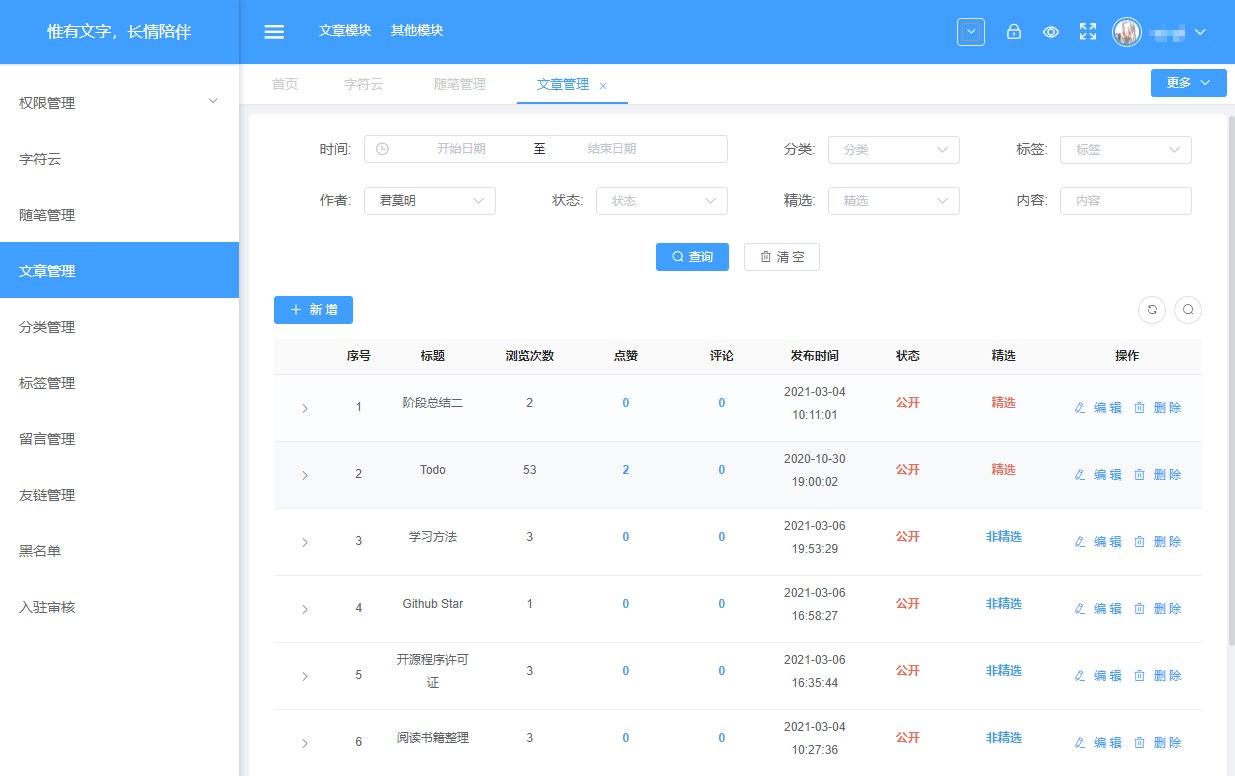 惟有文字，长情陪伴
文章模块 其他模块
权限管理
字符云
随笔管理
文章管理
分类管理
标签管理
留言管理
友链管理
黑名单
入驻审核
首页 字符云 随笔管理 文章管理 ×
更多
时间: 开始日期 至 结束日期 分类: 分类 标签: 标签
作者: 君莫明 状态: 状态 精选: 精选 内容: 内容
查询 清空
新增
序号 标题 浏览次数 点赞 评论 发布时间 状态 精选 操作
1 阶段总结二 2 0 0 2021-03-04 10:11:01 公开 精选 编辑 删除
2 Todo 53 2 0 2020-10-30 19:00:02 公开 精选 编辑 删除
3 学习方法 3 0 0 2021-03-06 19:53:29 公开 非精选 编辑 删除
4 Github Star 1 0 0 2021-03-06 16:58:27 公开 非精选 编辑 删除
5 开源程序许可证 3 0 0 2021-03-06 16:35:44 公开 非精选 编辑 删除
6 阅读书籍整理 3 0 0 2021-03-04 10:27:36 公开 非精选 编辑 删除